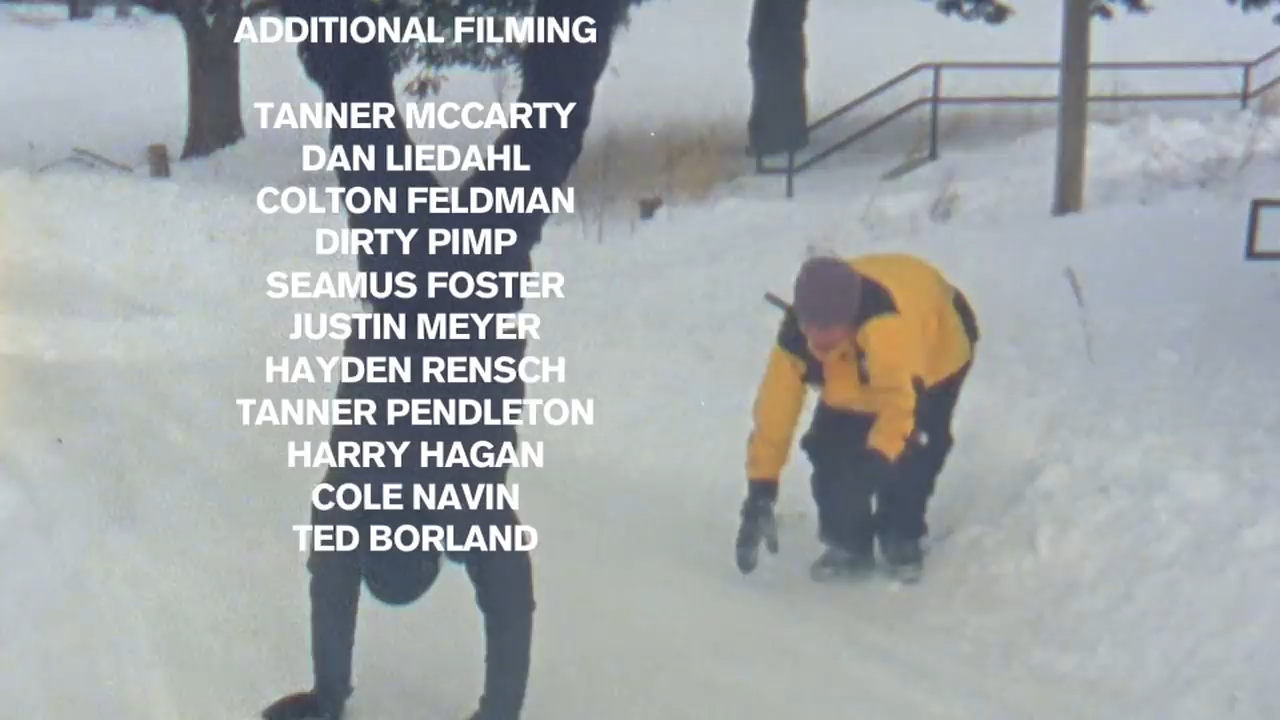 ADDITIONAL FILMING
TANNER MCCARTY
DAN LIEDAHL
COLTON FELDMAN
DIRTY PIMP
SEAMUS FOSTER
JUSTIN MEYER
HAYDEN RENSCH
TANNER PENDLETON
HARRY HAGAN
COLE NAVIN
TED BORLAND